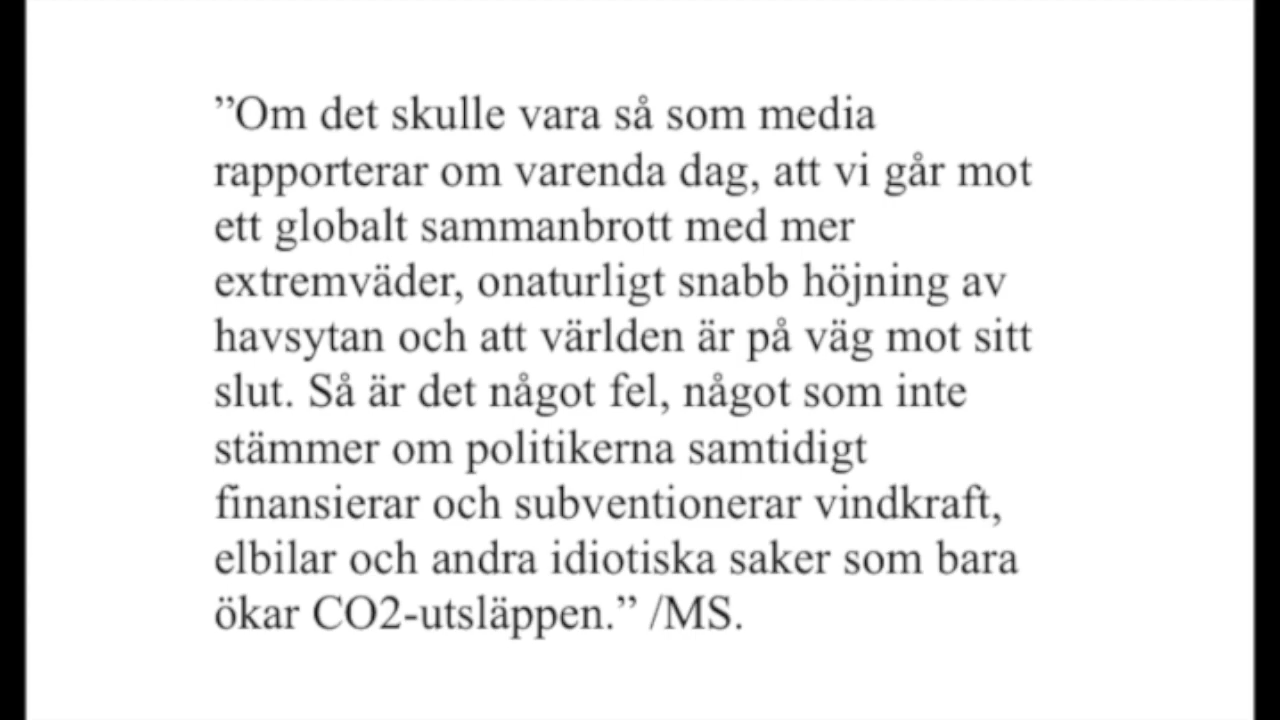 ”Om det skulle vara så som media
rapporterar om varenda dag, att vi går mot
ett globalt sammanbrott med mer
extremväder, onaturligt snabb höjning av
havsytan och att världen är på väg mot sitt
slut. Så är det något fel, något som inte
stämmer om politikerna samtidigt
finansierar och subventionerar vindkraft,
elbilar och andra idiotiska saker som bara
ökar CO2-utsläppen.” /MS.